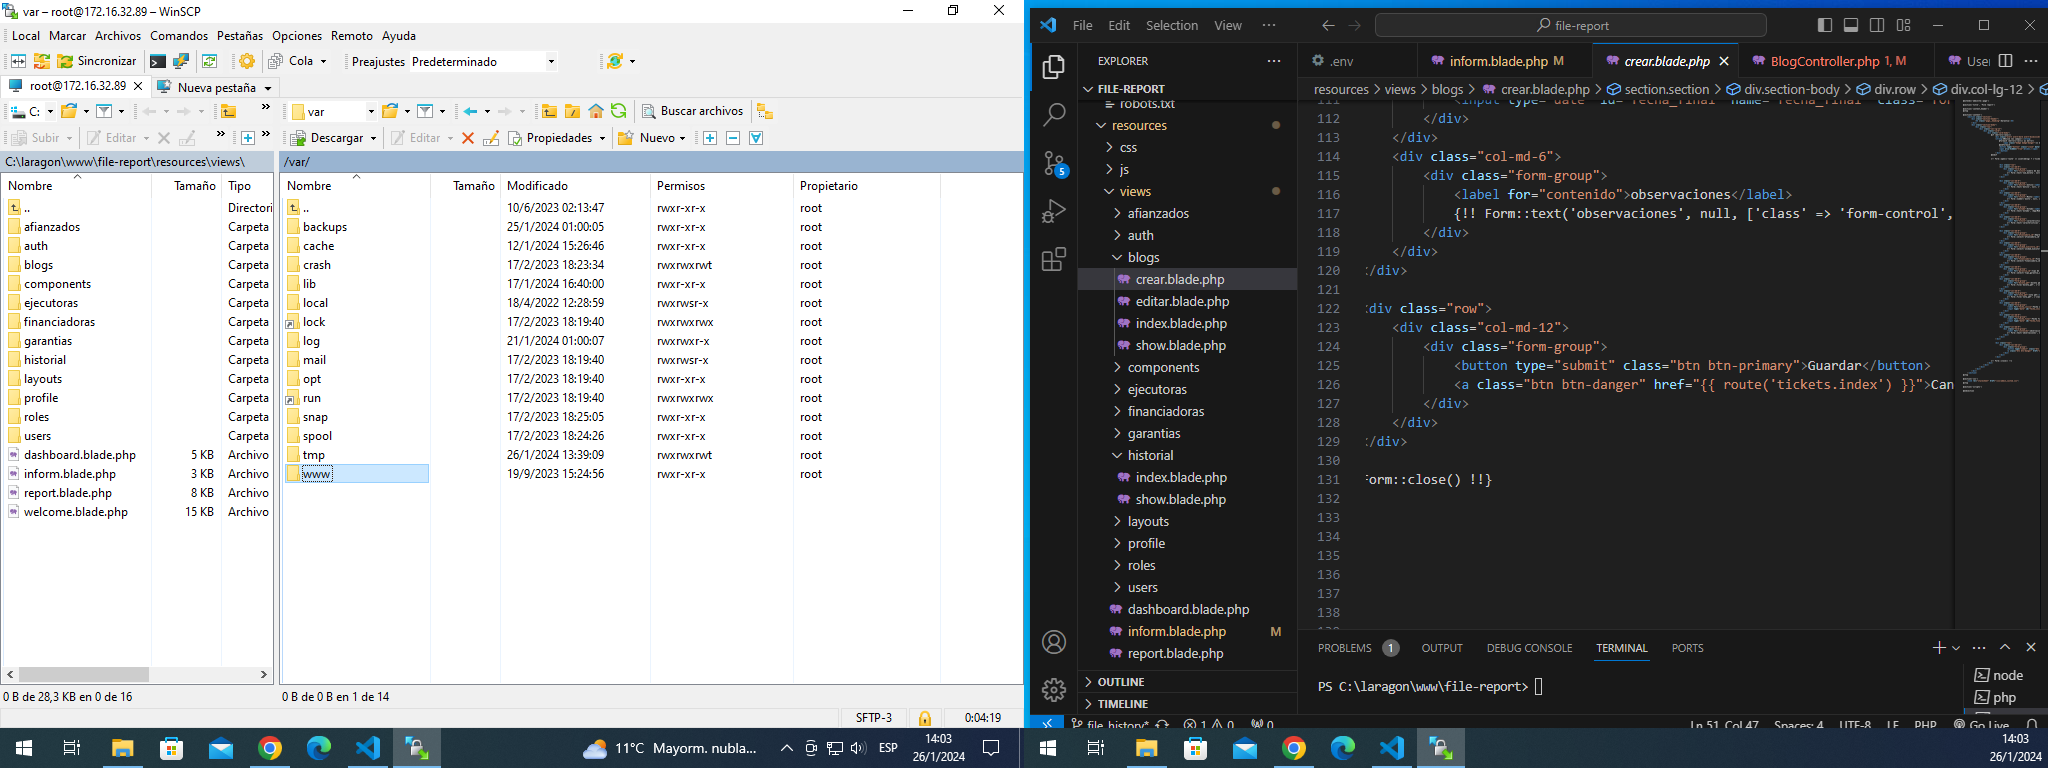 var – root@172.16.32.89 – WinSCP
Local Marcar Archivos Comandos Pestañas Opciones Remoto Ayuda
Sincronizar Cola Preajustes Predeterminado
root@172.16.32.89 Nueva pestaña
C: var Buscar archivos
Subir Editar Descargar Editar Propiedades Nuevo
C:\laragon\www\file-report\resources\views\
Nombre Tamaño Tipo
.. Directori
afianzados Carpeta
auth Carpeta
blogs Carpeta
components Carpeta
ejecutoras Carpeta
financiadoras Carpeta
garantias Carpeta
historial Carpeta
layouts Carpeta
profile Carpeta
roles Carpeta
users Carpeta
dashboard.blade.php 5 KB Archivo
inform.blade.php 3 KB Archivo
report.blade.php 8 KB Archivo
welcome.blade.php 15 KB Archivo
0 B de 28,3 KB en 0 de 16
/var/
Nombre Tamaño Modificado Permisos Propietario
.. 10/6/2023 02:13:47 rwxr-xr-x root
backups 25/1/2024 01:00:05 rwxr-xr-x root
cache 12/1/2024 15:26:46 rwxr-xr-x root
crash 17/2/2023 18:23:34 rwxrwxrwt root
lib 17/1/2024 16:40:00 rwxr-xr-x root
local 18/4/2022 12:28:59 rwxrwsr-x root
lock 17/2/2023 18:19:40 rwxrwxrwx root
log 21/1/2024 01:00:07 rwxrwxr-x root
mail 17/2/2023 18:19:40 rwxrwsr-x root
opt 17/2/2023 18:19:40 rwxr-xr-x root
run 17/2/2023 18:19:40 rwxrwxrwx root
snap 17/2/2023 18:25:05 rwxr-xr-x root
spool 17/2/2023 18:24:26 rwxr-xr-x root
tmp 26/1/2024 13:39:09 rwxrwxrwt root
www 19/9/2023 15:24:56 rwxr-xr-x root
0 B de 0 B en 1 de 14
SFTP-3 0:04:19
11°C Mayorm. nubla... ESP 14:03
26/1/2024
File Edit Selection View ··· file-report
EXPLORER
FILE-REPORT
robots.txt
resources
css
js
views
afianzados
auth
blogs
crear.blade.php
editar.blade.php
index.blade.php
show.blade.php
components
ejecutoras
financiadoras
garantias
historial
index.blade.php
show.blade.php
layouts
profile
roles
users
dashboard.blade.php
inform.blade.php M
report.blade.php
OUTLINE
TIMELINE
5
.env inform.blade.php M crear.blade.php BlogController.php 1, M User
resources > views > blogs > crear.blade.php > section.section > div.section-body > div.row > div.col-lg-12 >
111 <input type="date" id="fecha_final" name="fecha_final" class="for
112 </div>
113 </div>
114 <div class="col-md-6">
115 <div class="form-group">
116 <label for="contenido">observaciones</label>
117 {!! Form::text('observaciones', null, ['class' => 'form-control',
118 </div>
119 </div>
120 </div>
121
122 div class="row">
123 <div class="col-md-12">
124 <div class="form-group">
125 <button type="submit" class="btn btn-primary">Guardar</button>
126 <a class="btn btn-danger" href="{{ route('tickets.index') }}">Can
127 </div>
128 </div>
129 </div>
130
131 Form::close() !!}
132
133
134
135
136
137
138
PROBLEMS 1 OUTPUT DEBUG CONSOLE TERMINAL PORTS
PS C:\laragon\www\file-report>
node
php
file_history* 1 0 0 Ln 51, Col 47 Spaces: 4 UTF-8 LF PHP Go Live
14:03
26/1/2024